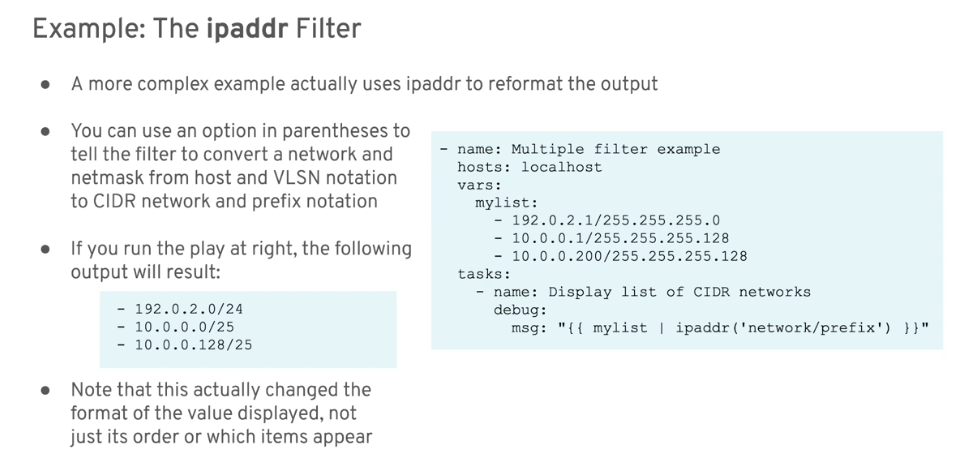 Example: The ipaddr Filter
● A more complex example actually uses ipaddr to reformat the output
● You can use an option in parentheses to
tell the filter to convert a network and
netmask from host and VLSN notation
to CIDR network and prefix notation
● If you run the play at right, the following
output will result:
- 192.0.2.0/24
- 10.0.0.0/25
- 10.0.0.128/25
● Note that this actually changed the
format of the value displayed, not
just its order or which items appear
- name: Multiple filter example
  hosts: localhost
  vars:
    mylist:
      - 192.0.2.1/255.255.255.0
      - 10.0.0.1/255.255.255.128
      - 10.0.0.200/255.255.255.128
  tasks:
    - name: Display list of CIDR networks
      debug:
        msg: "{{ mylist | ipaddr('network/prefix') }}"